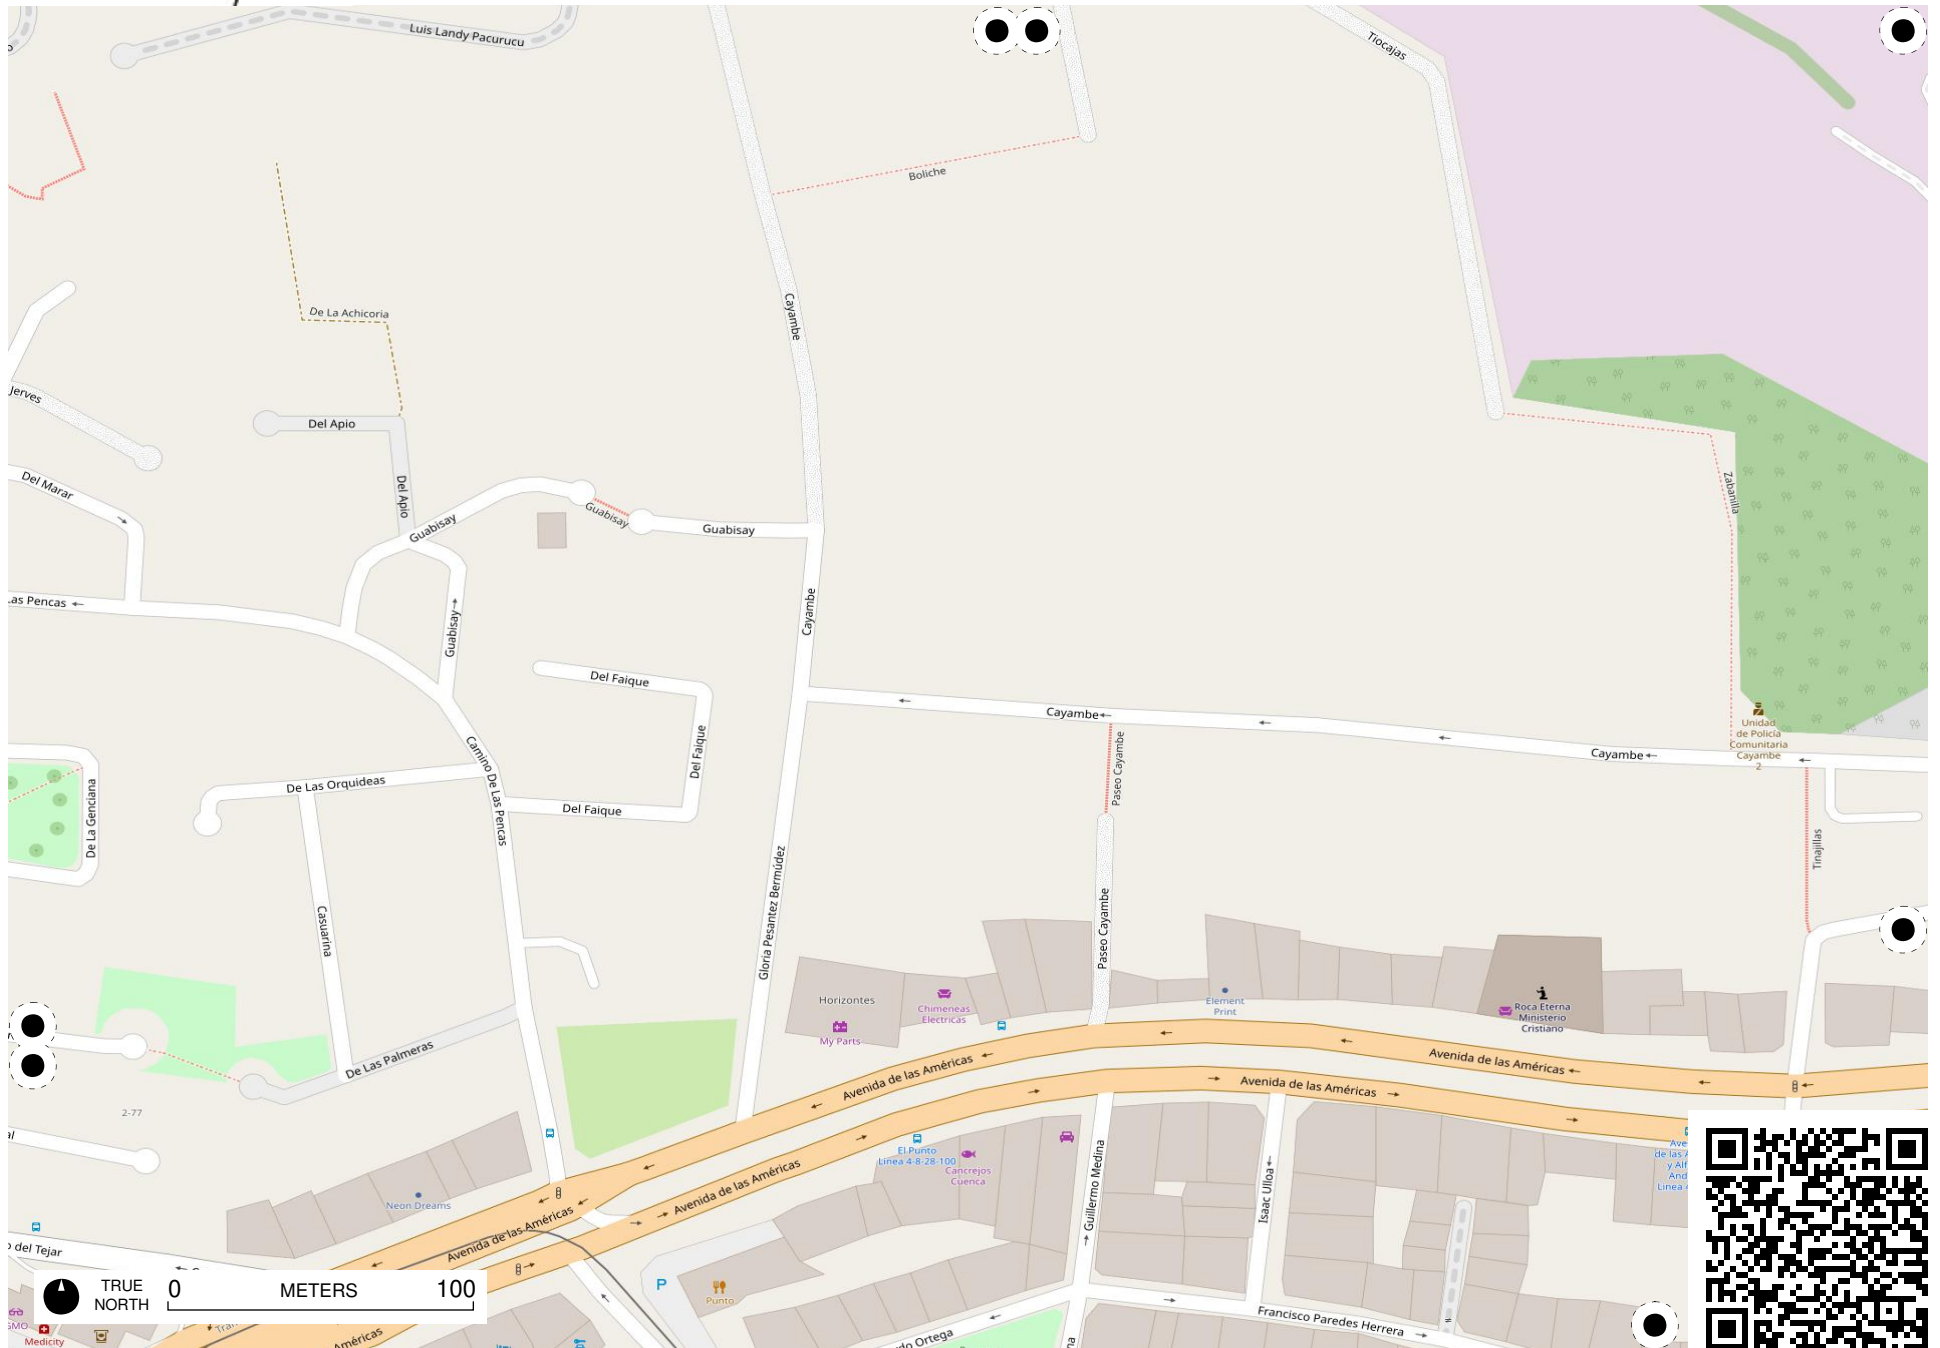 Luis Landy Pacurucu
Tiocajas
Boliche
De La Achicoria
Cayambe
Jerves
Del Apio
Del Marar
Del Apio
Guabisay
Guabisay
Guabisay
Zabanilla
as Pencas
Guabisay
Cayambe
Del Faique
Cayambe
Unidad
de Policía
Comunitaria
Cayambe
2
Cayambe
Del Faique
Paseo Cayambe
Camino De Las Pencas
De Las Orquideas
De La Genciana
Del Faique
Tinajillas
Casuarina
Gloria Pesantez Bermúdez
Paseo Cayambe
Horizontes
Chimeneas
Electricas
My Parts
Element
Print
Roca Eterna
Ministerio
Cristiano
De Las Palmeras
Avenida de las Américas
Avenida de las Américas
Avenida de las Américas
2-77
El Punto
Linea 4-8-28-100
Cancrejos
Cuenca
Guillermo Medina
Isaac Ulloa
Neon Dreams
Avenida de las Américas
Avenida de las Américas
o del Tejar
P
Punto
TRUE
NORTH
0 METERS 100
Francisco Paredes Herrera
do Ortega
Medicity
Américas